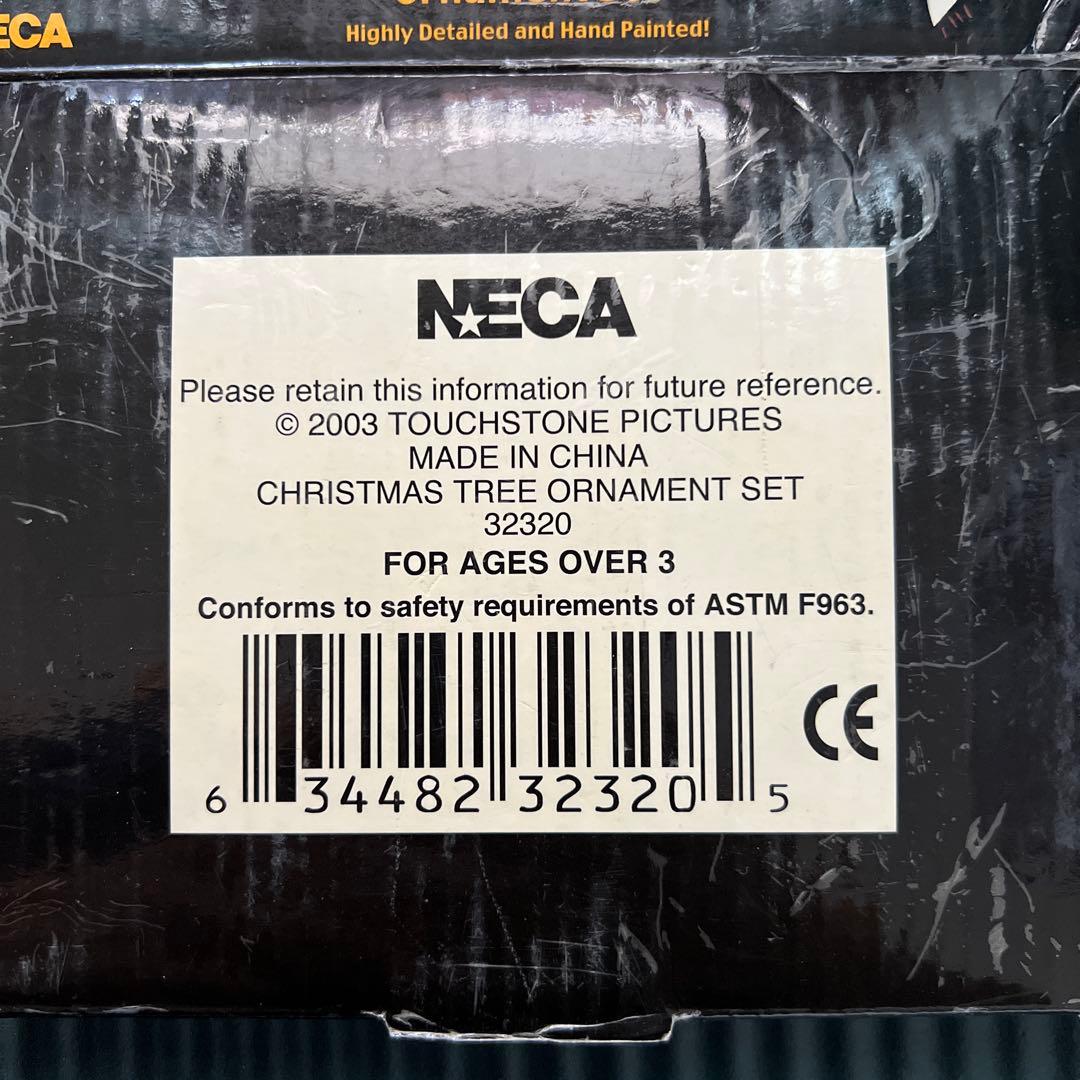 ECA
Highly Detailed and Hand Painted!
NECA
Please retain this information for future reference.
© 2003 TOUCHSTONE PICTURES
MADE IN CHINA
CHRISTMAS TREE ORNAMENT SET
32320
FOR AGES OVER 3
Conforms to safety requirements of ASTM F963.
CE
6 34482 32320 5